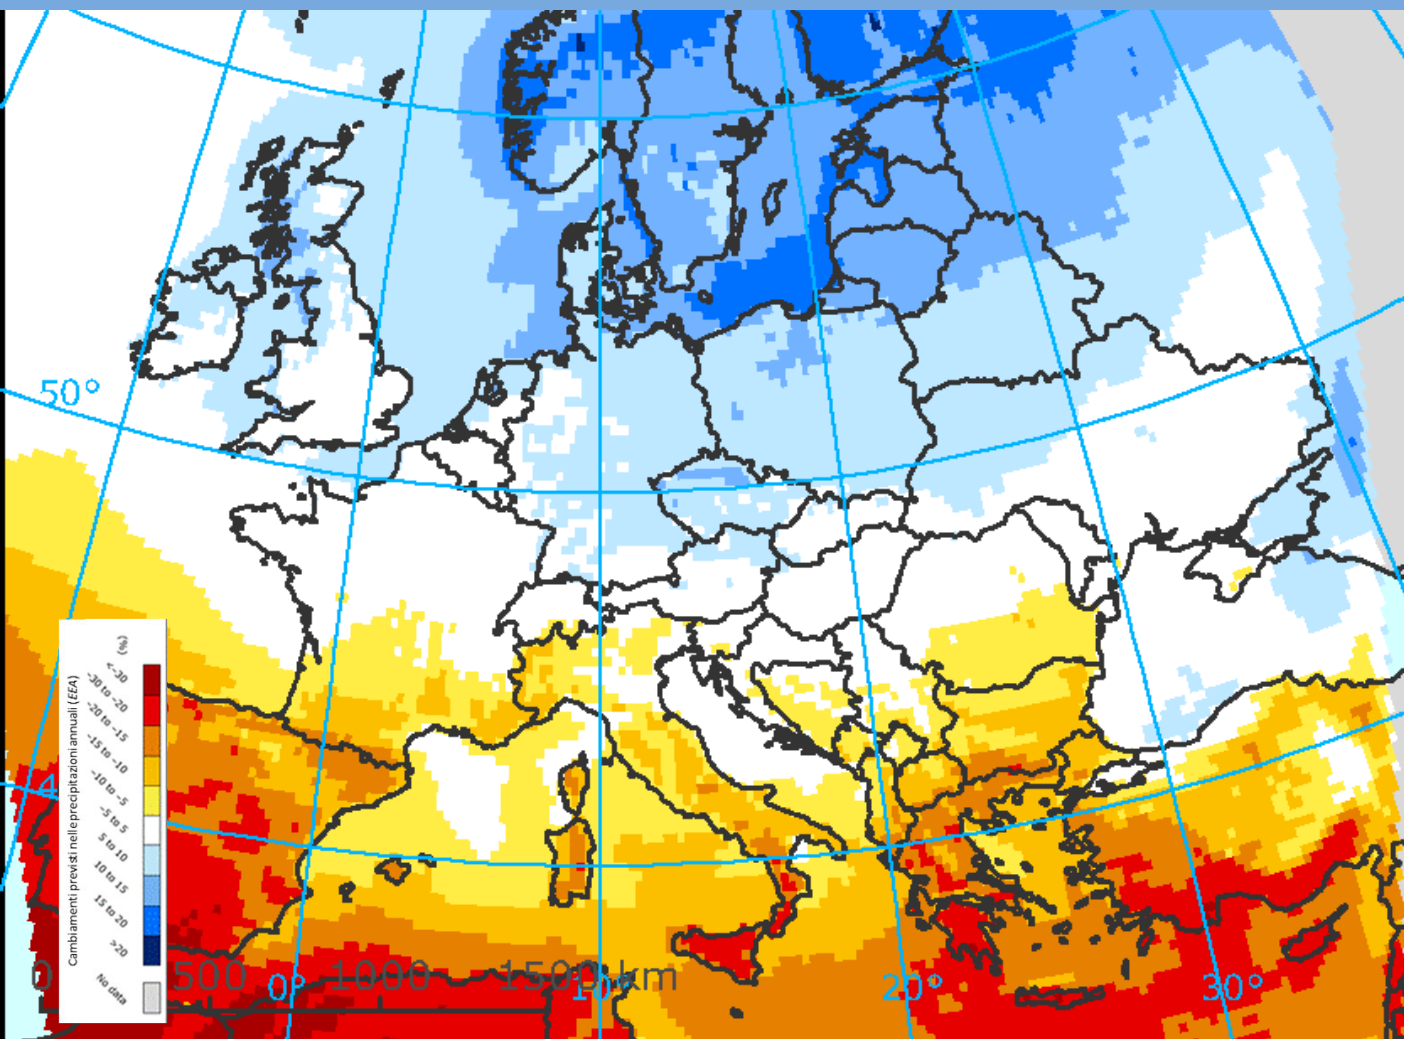 50°
4
Cambiamenti previsti nelle precipitazioni annuali (EEA)
(%)
<-30
-30 to -20
-20 to -15
-15 to -10
-10 to -5
-5 to 5
5 to 10
10 to 15
15 to 20
>20
No data
0 500 1000 1500 km
0° 10° 20° 30°